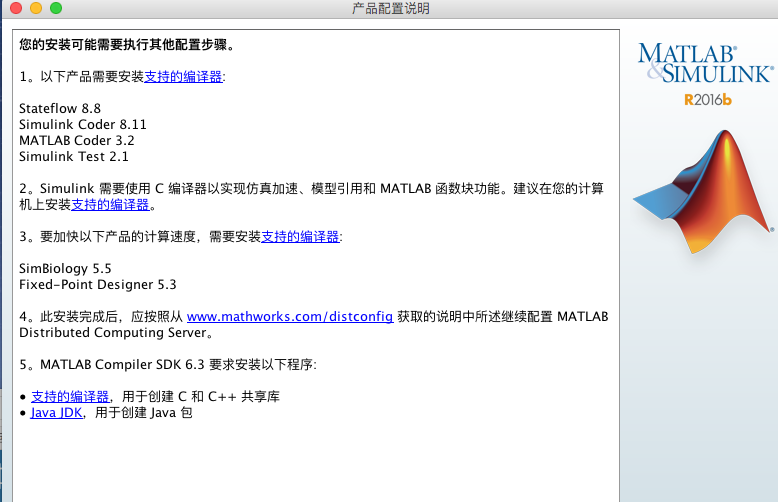 产品配置说明
您的安装可能需要执行其他配置步骤。
1。以下产品需要安装支持的编译器:
Stateflow 8.8
Simulink Coder 8.11
MATLAB Coder 3.2
Simulink Test 2.1
2。Simulink 需要使用 C 编译器以实现仿真加速、模型引用和 MATLAB 函数块功能。建议在您的计算
机上安装支持的编译器。
3。要加快以下产品的计算速度，需要安装支持的编译器:
SimBiology 5.5
Fixed-Point Designer 5.3
4。此安装完成后，应按照从 www.mathworks.com/distconfig 获取的说明中所述继续配置 MATLAB
Distributed Computing Server。
5。MATLAB Compiler SDK 6.3 要求安装以下程序:
• 支持的编译器，用于创建 C 和 C++ 共享库
• Java JDK，用于创建 Java 包
MATLAB®
&SIMULINK®
R2016b
®